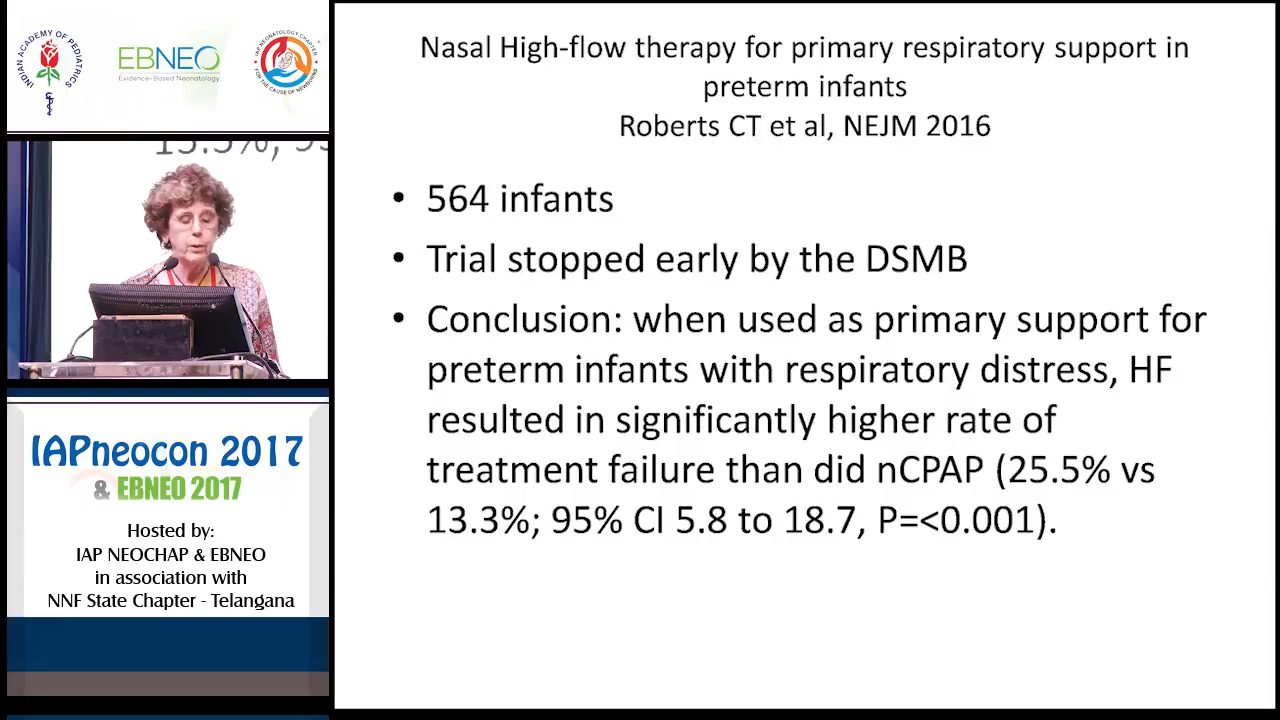 INDIAN ACADEMY OF PEDIATRICS
EBNEO
Evidence-Based Neonatology
IAP NEONATOLOGY CHAPTER
FOR THE CAUSE OF NEWBORNS
Nasal High-flow therapy for primary respiratory support in
preterm infants
Roberts CT et al, NEJM 2016
• 564 infants
• Trial stopped early by the DSMB
• Conclusion: when used as primary support for
preterm infants with respiratory distress, HF
resulted in significantly higher rate of
treatment failure than did nCPAP (25.5% vs
13.3%; 95% CI 5.8 to 18.7, P=<0.001).
IAPneocon 2017
& EBNEO 2017
Hosted by:
IAP NEOCHAP & EBNEO
in association with
NNF State Chapter - Telangana